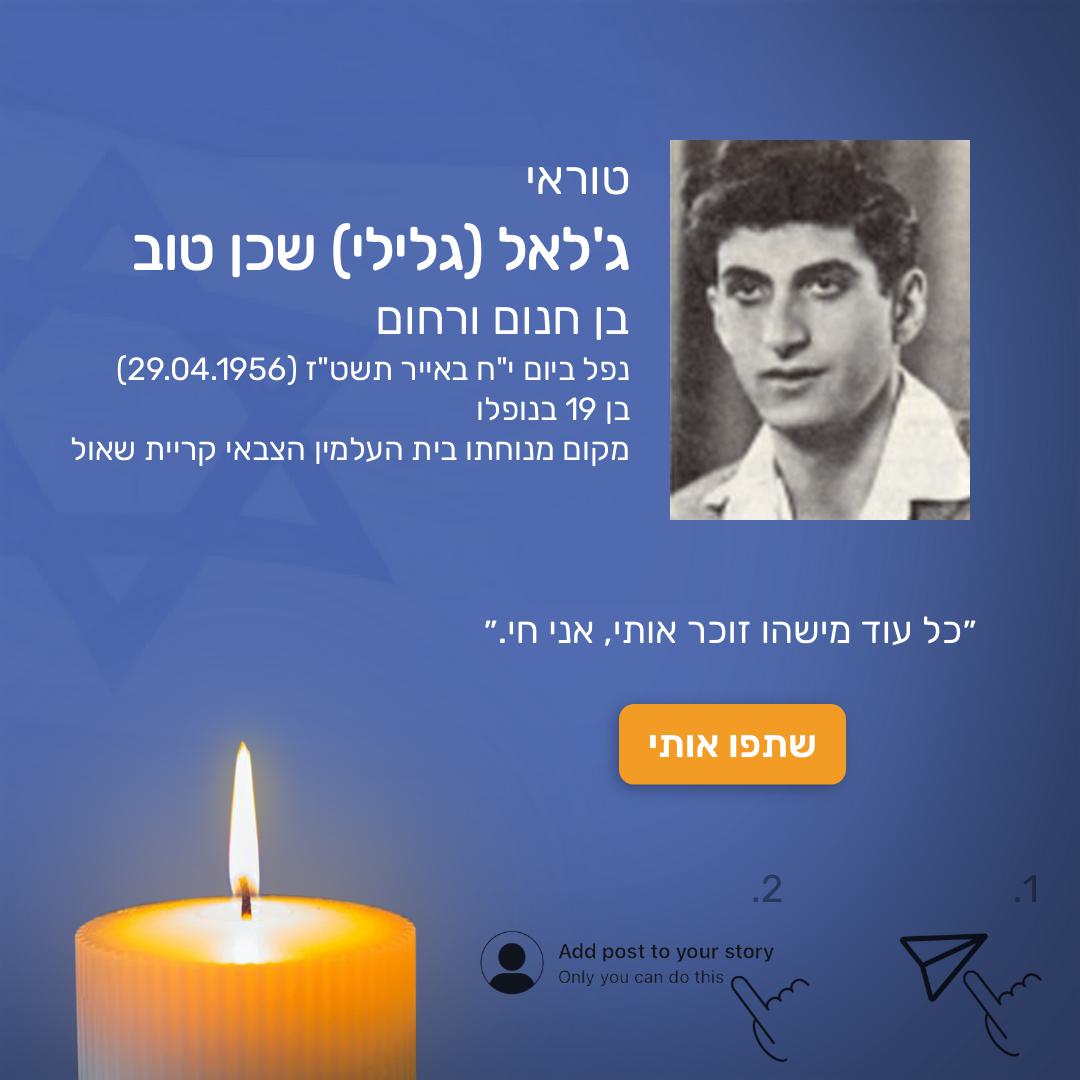 טוראי
ג'לאל (גלילי) שכן טוב
בן חנום ורחום
נפל ביום י"ח באייר תשט"ז (29.04.1956)
בן 19 בנופלו
מקום מנוחתו בית העלמין הצבאי קריית שאול
״כל עוד מישהו זוכר אותי, אני חי.״
שתפו אותי
.1
.2
Add post to your story
Only you can do this